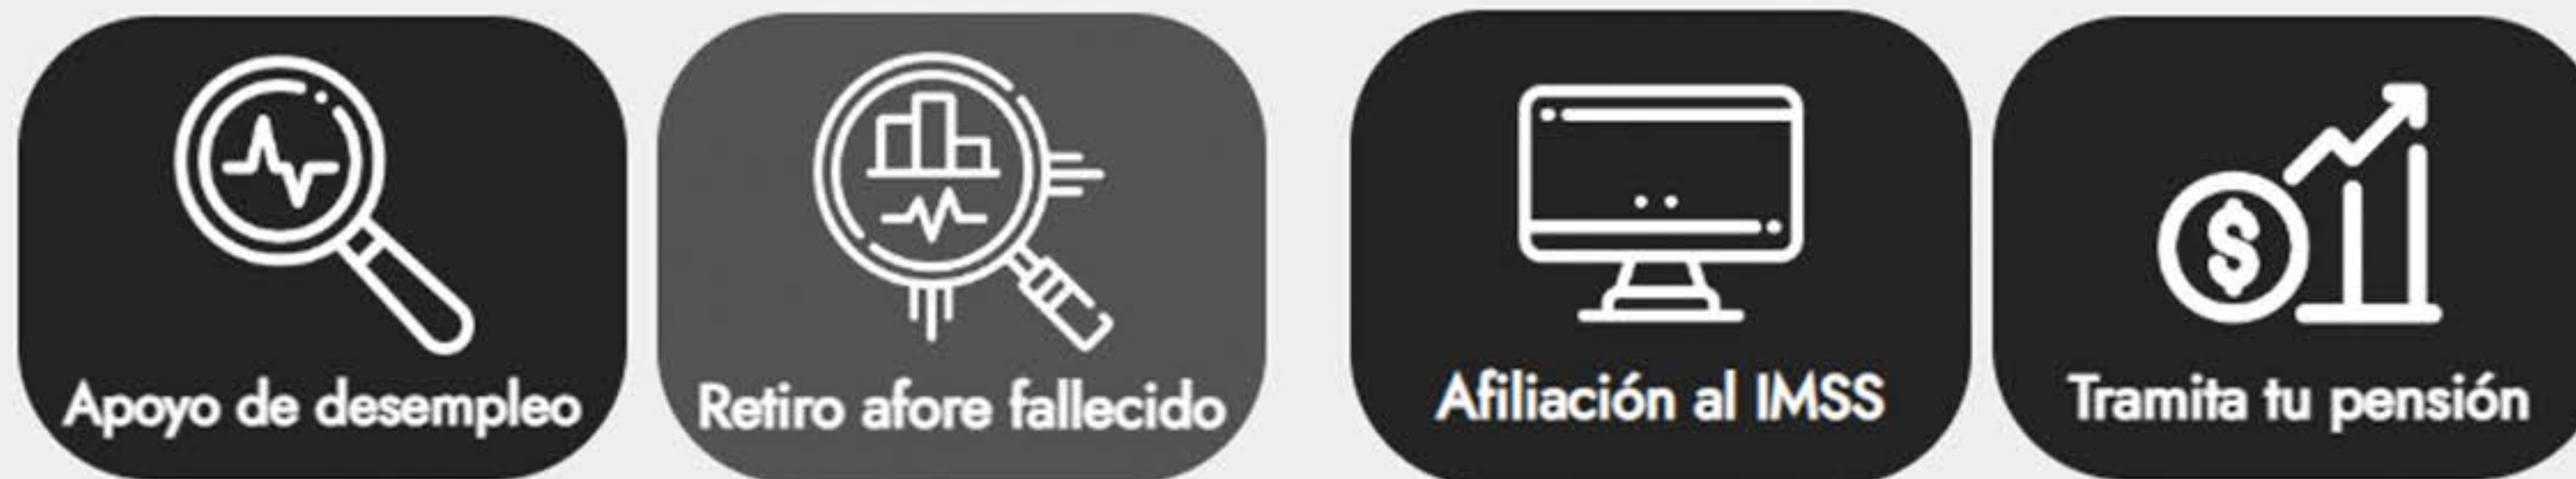 Apoyo de desempleo
Retiro afore fallecido
Afiliación al IMSS
Tramita tu pensión